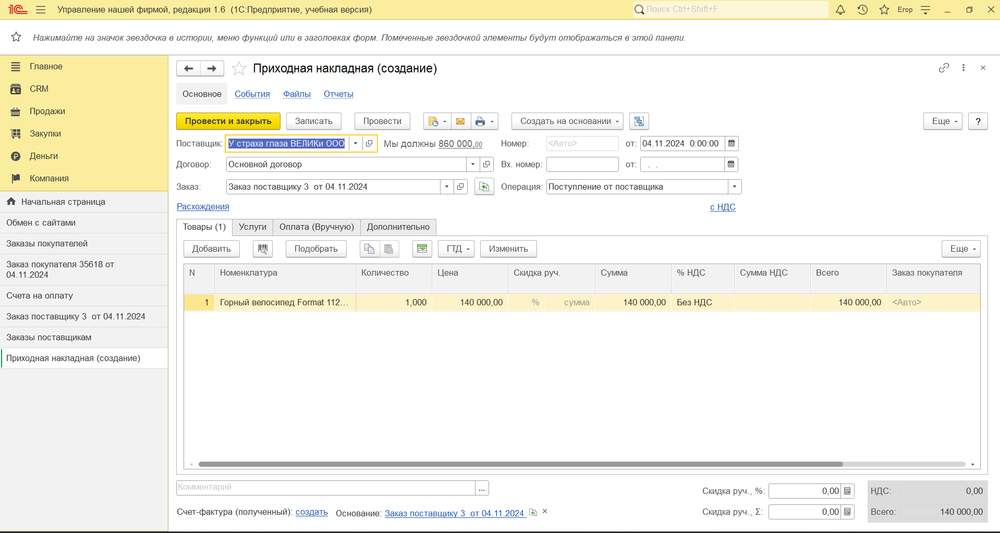 1С Управление нашей фирмой, редакция 1.6 (1С:Предприятие, учебная версия) Поиск Ctrl+Shift+F Егор
Нажимайте на значок звездочка в истории, меню функций или в заголовках форм. Помеченные звездочкой элементы будут отображаться в этой панели.
Главное
CRM
Продажи
Закупки
Деньги
Компания
Начальная страница
Обмен с сайтами
Заказы покупателей
Заказ покупателя 35618 от
04.11.2024
Счета на оплату
Заказ поставщику 3 от 04.11.2024
Заказы поставщикам
Приходная накладная (создание)
Приходная накладная (создание)
Основное События Файлы Отчеты
Провести и закрыть Записать Провести Создать на основании Еще ?
Поставщик: У страха глаза ВЕЛИКи ООО Мы должны 860 000,00 Номер: <Авто> от: 04.11.2024 0:00:00
Договор: Основной договор Вх. номер: от: . .
Заказ: Заказ поставщику 3 от 04.11.2024 Операция: Поступление от поставщика
Расхождения с НДС
Товары (1) Услуги Оплата (Вручную) Дополнительно
Добавить Подобрать ГТД Изменить Еще
N Номенклатура Количество Цена Скидка руч. Сумма % НДС Сумма НДС Всего Заказ покупателя
1 Горный велосипед Format 112... 1,000 140 000,00 % сумма 140 000,00 Без НДС 140 000,00 <Авто>
Комментарий ... Скидка руч., %: 0,00 НДС: 0,00
Счет-фактура (полученный): создать Основание: Заказ поставщику 3 от 04.11.2024 Скидка руч., Σ: 0,00 Всего: 140 000,00